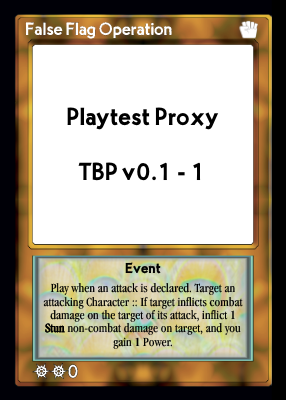 False Flag Operation
Playtest Proxy
TBP v0.1 - 1
Event
Play when an attack is declared. Target an
attacking Character :: If target inflicts combat
damage on the target of its attack, inflict 1
Stun non-combat damage on target, and you
gain 1 Power.
0